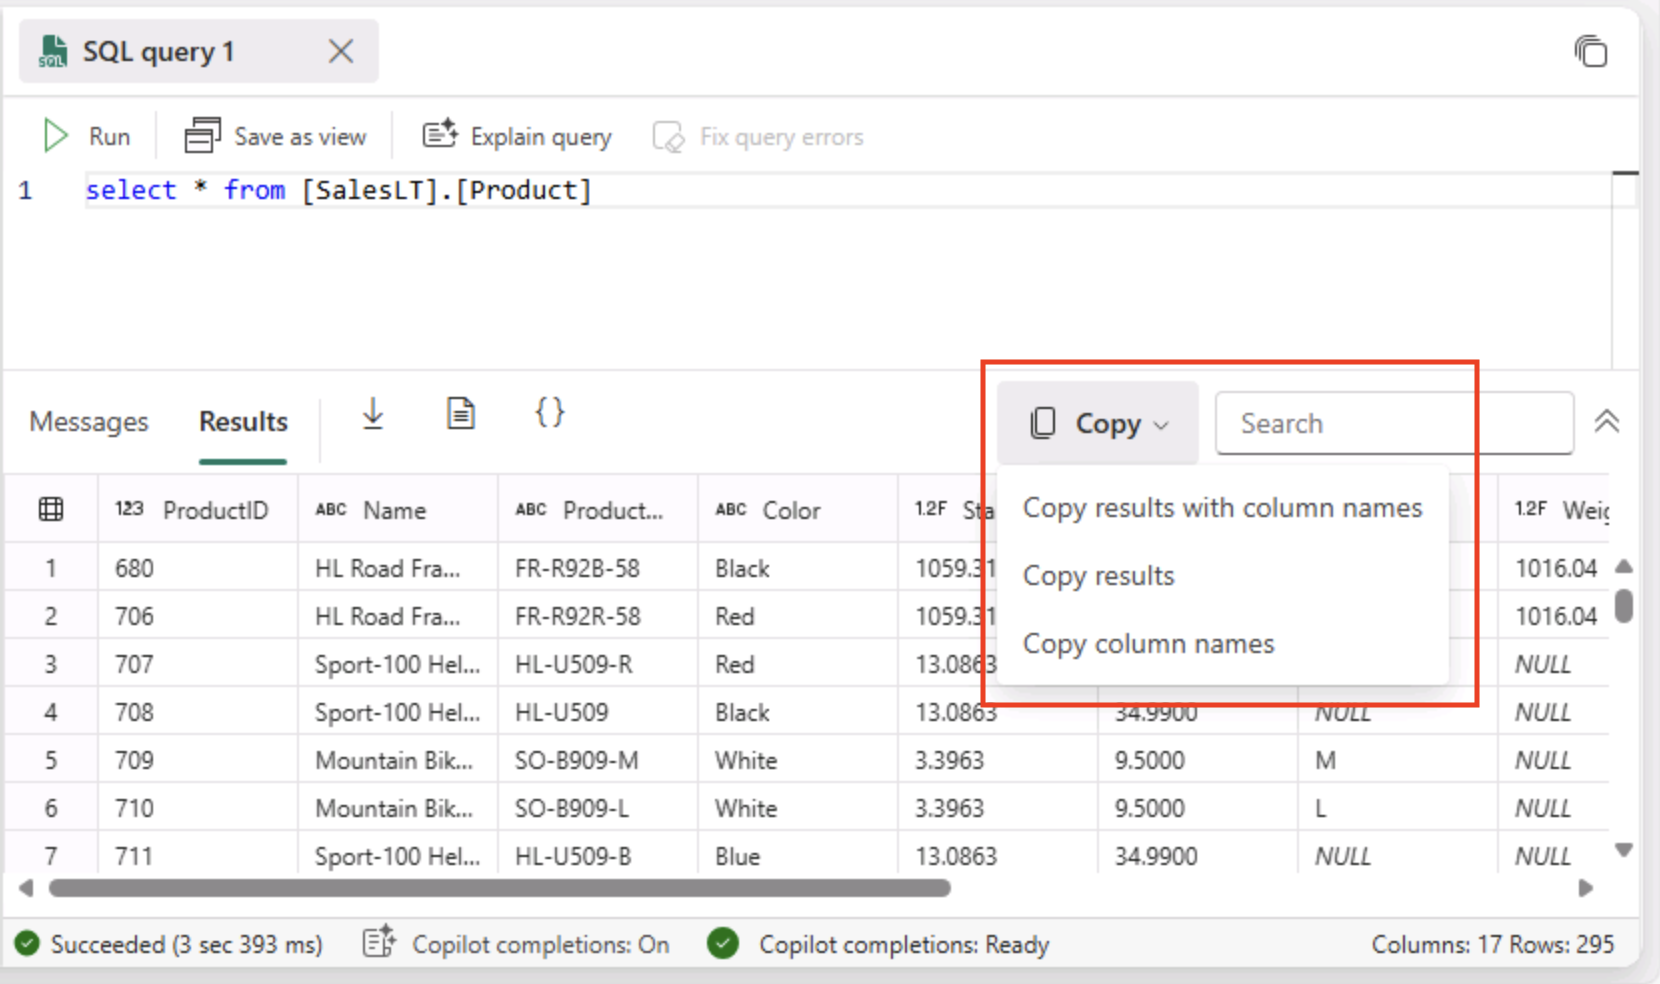 SQL query 1
Run Save as view Explain query Fix query errors
1 select * from [SalesLT].[Product]
Messages Results {} Copy Search
Copy results with column names
Copy results
Copy column names
123 ProductID ABC Name ABC Product... ABC Color 1.2F Sta 1.2F Weig
1 680 HL Road Fra... FR-R92B-58 Black 1059.31 1016.04
2 706 HL Road Fra... FR-R92R-58 Red 1059.31 1016.04
3 707 Sport-100 Hel... HL-U509-R Red 13.0863 NULL
4 708 Sport-100 Hel... HL-U509 Black 13.0863 34.9900 NULL NULL
5 709 Mountain Bik... SO-B909-M White 3.3963 9.5000 M NULL
6 710 Mountain Bik... SO-B909-L White 3.3963 9.5000 L NULL
7 711 Sport-100 Hel... HL-U509-B Blue 13.0863 34.9900 NULL NULL
Succeeded (3 sec 393 ms) Copilot completions: On Copilot completions: Ready Columns: 17 Rows: 295